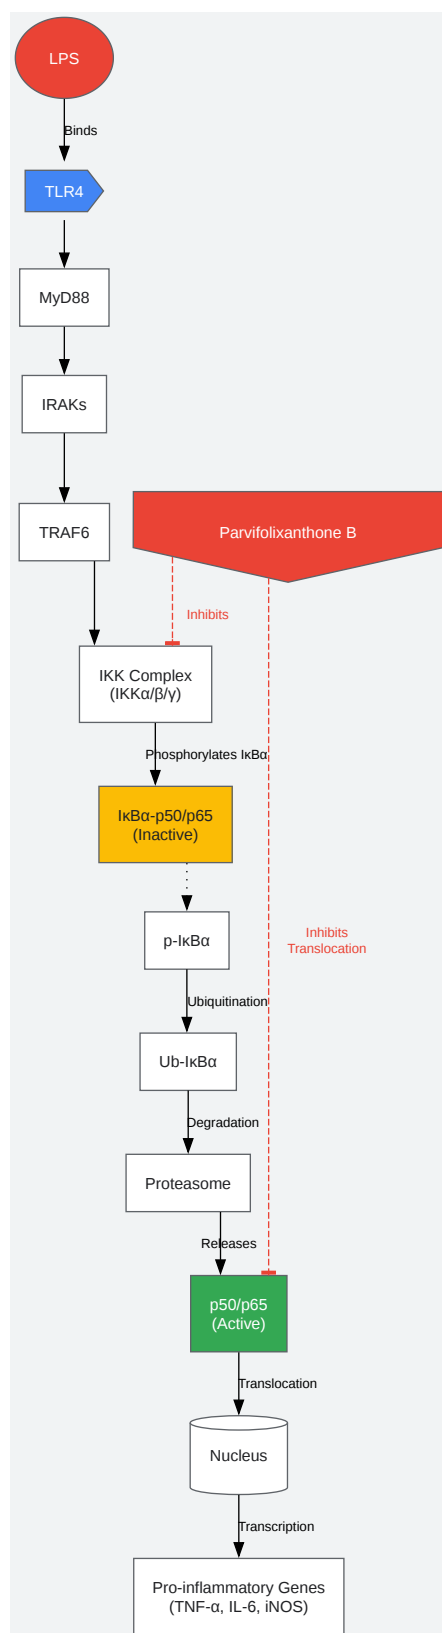 LPS
Binds
TLR4
MyD88
IRAKs
TRAF6
Parvifolixanthone B
Inhibits
IKK Complex
(IKKα/β/γ)
Phosphorylates IκBα
IκBα-p50/p65
(Inactive)
p-IκBα
Inhibits
Translocation
Ubiquitination
Ub-IκBα
Degradation
Proteasome
Releases
p50/p65
(Active)
Translocation
Nucleus
Transcription
Pro-inflammatory Genes
(TNF-α, IL-6, iNOS)